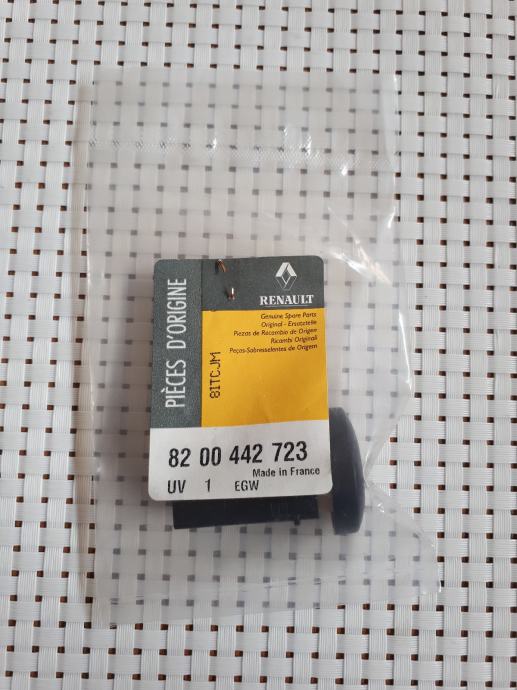 PIÈCES D'ORIGINE
RENAULT
Genuine Spare Parts
Original - Ersatzteile
Piezas de Recambio de Origen
Ricambi Originali
Peças-Sobresselentes de Origem
81TCJM
82 00 442 723
Made in France
UV 1 EGW